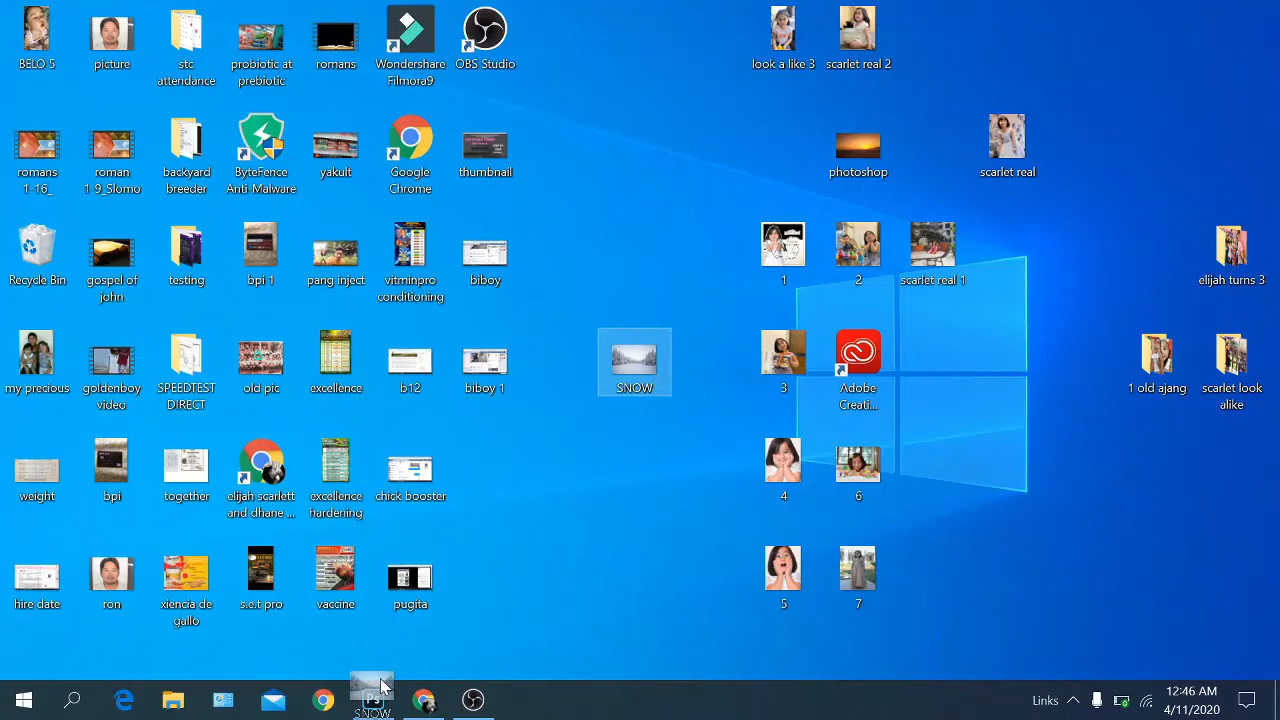 BELO 5
picture
stc
attendance
probiotic at
prebiotic
romans
Wondershare
Filmora9
OBS Studio
look a like 3
scarlet real 2
romans
1-16_
roman
1-9_Slomo
backyard
breeder
ByteFence
Anti-Malware
yakult
Google
Chrome
thumbnail
photoshop
scarlet real
Recycle Bin
gospel of
john
testing
bpi 1
pang inject
vitminpro
conditioning
biboy
1
2
scarlet real 1
elijah turns 3
my precious
goldenboy
video
SPEEDTEST
DIRECT
old pic
excellence
b12
biboy 1
SNOW
3
Adobe
Creati...
1 old ajang
scarlet look
alike
weight
bpi
together
elijah scarlett
and dhane ...
excellence
hardening
chick booster
4
6
hire date
ron
xiencia de
gallo
s.e.t pro
vaccine
pugita
5
7
Ps
SNOW
Links
12:46 AM
4/11/2020